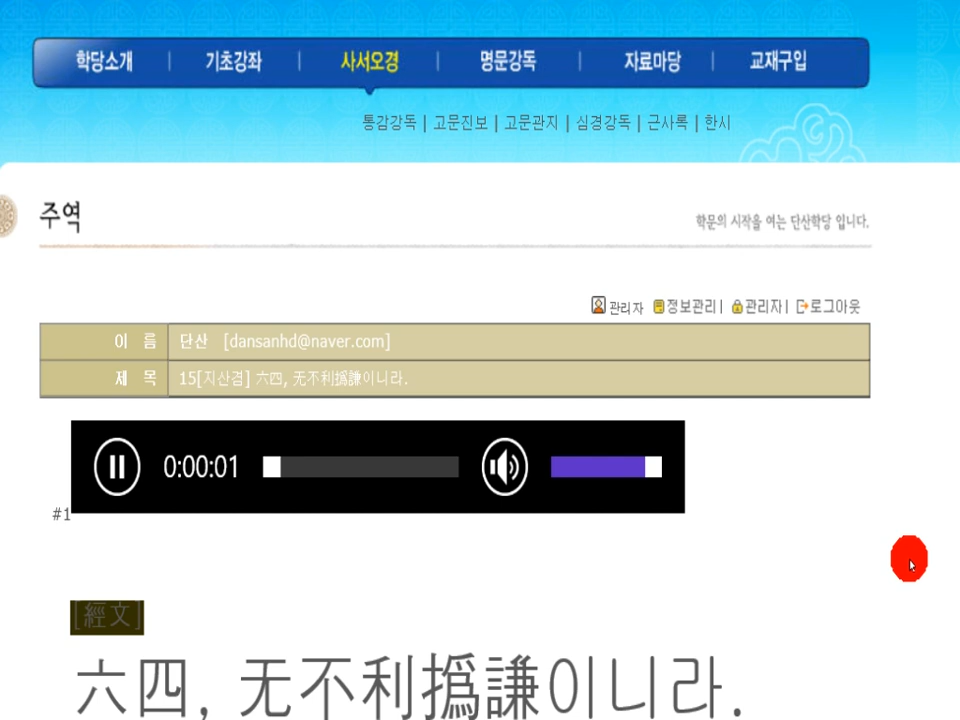 학당소개 | 기초강좌 | 사서오경 | 명문강독 | 자료마당 | 교재구입
통감강독 | 고문진보 | 고문관지 | 심경강독 | 근사록 | 한시
주역
학문의 시작을 여는 단산학당 입니다.
관리자 정보관리 | 관리자 | 로그아웃
이 름 단산 [dansanhd@naver.com]
제 목 15[지산겸] 六四, 无不利撝謙이니라.
0:00:01
#1
[經文]
六四, 无不利撝謙이니라.